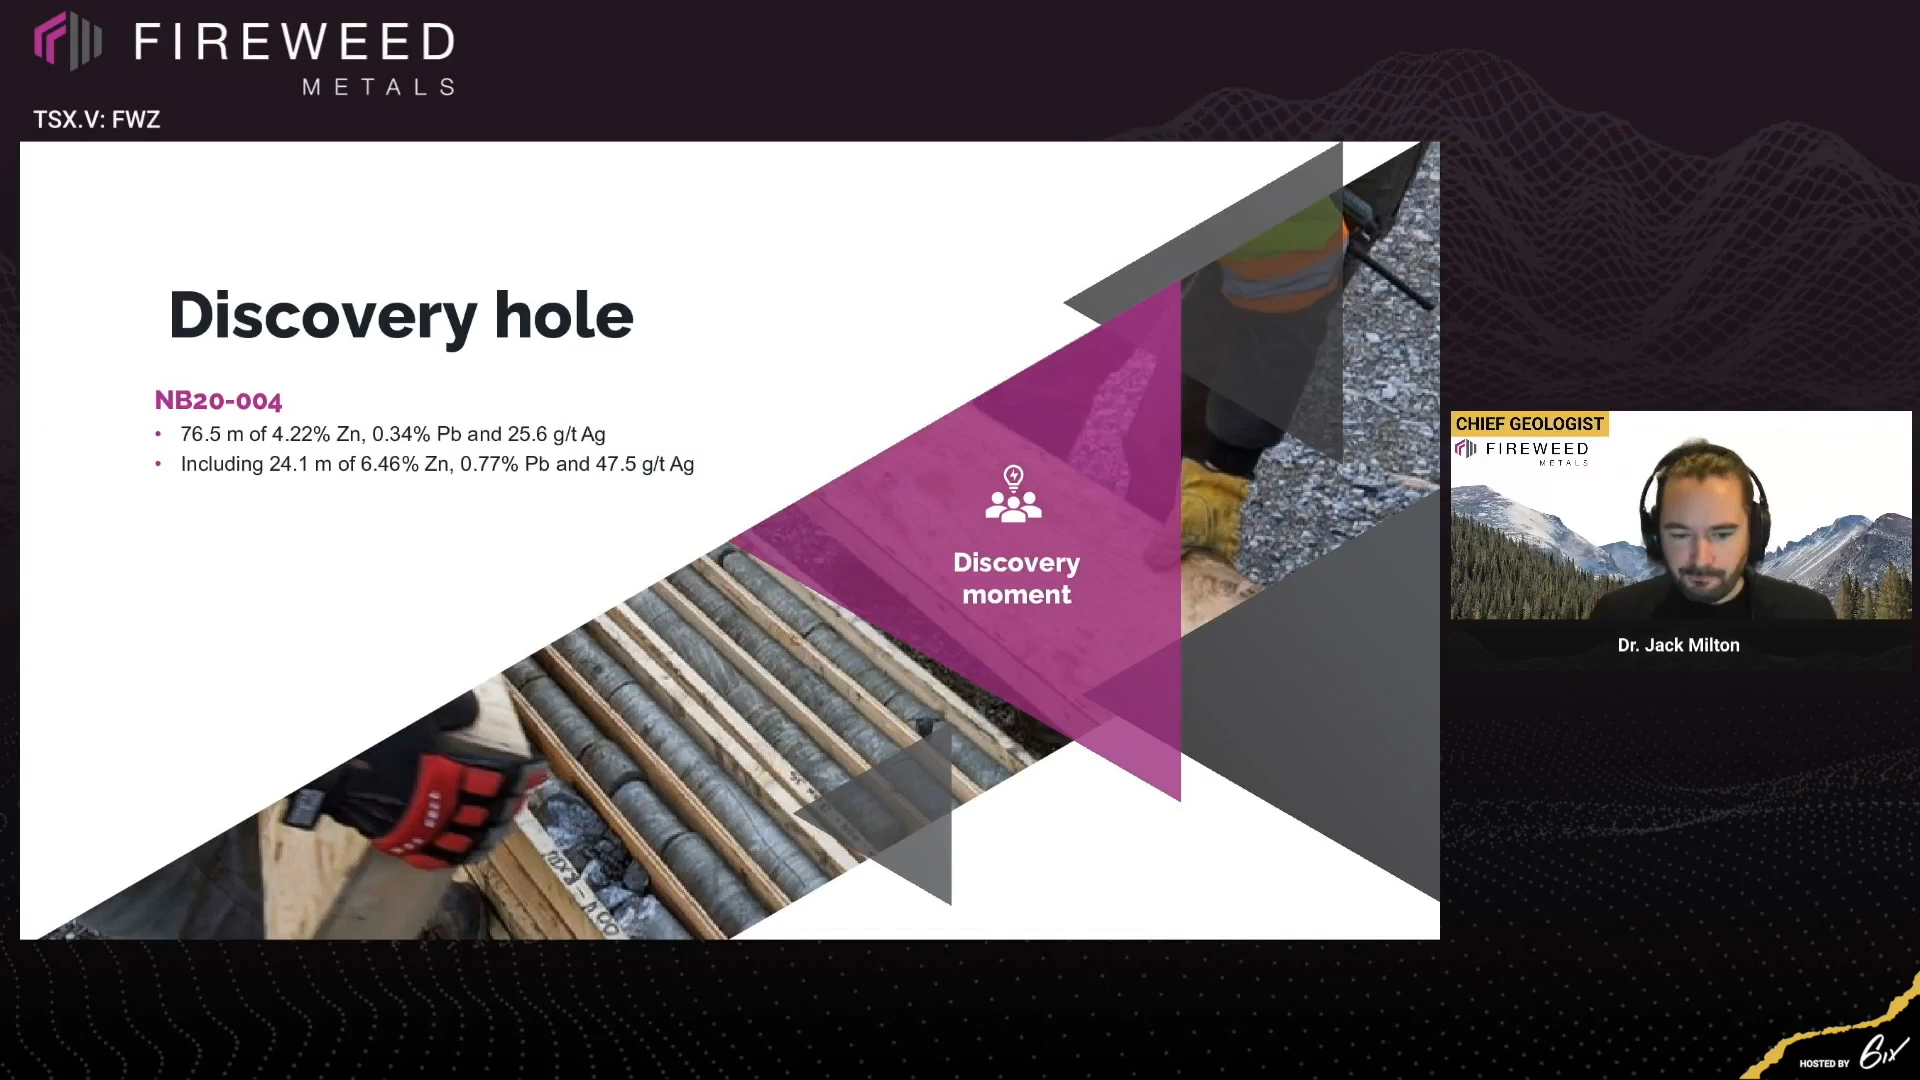 FIREWEED
METALS
TSX.V: FWZ
Discovery hole
NB20-004
• 76.5 m of 4.22% Zn, 0.34% Pb and 25.6 g/t Ag
• Including 24.1 m of 6.46% Zn, 0.77% Pb and 47.5 g/t Ag
Discovery
moment
CHIEF GEOLOGIST
FIREWEED
METALS
Dr. Jack Milton
HOSTED BY 6ix